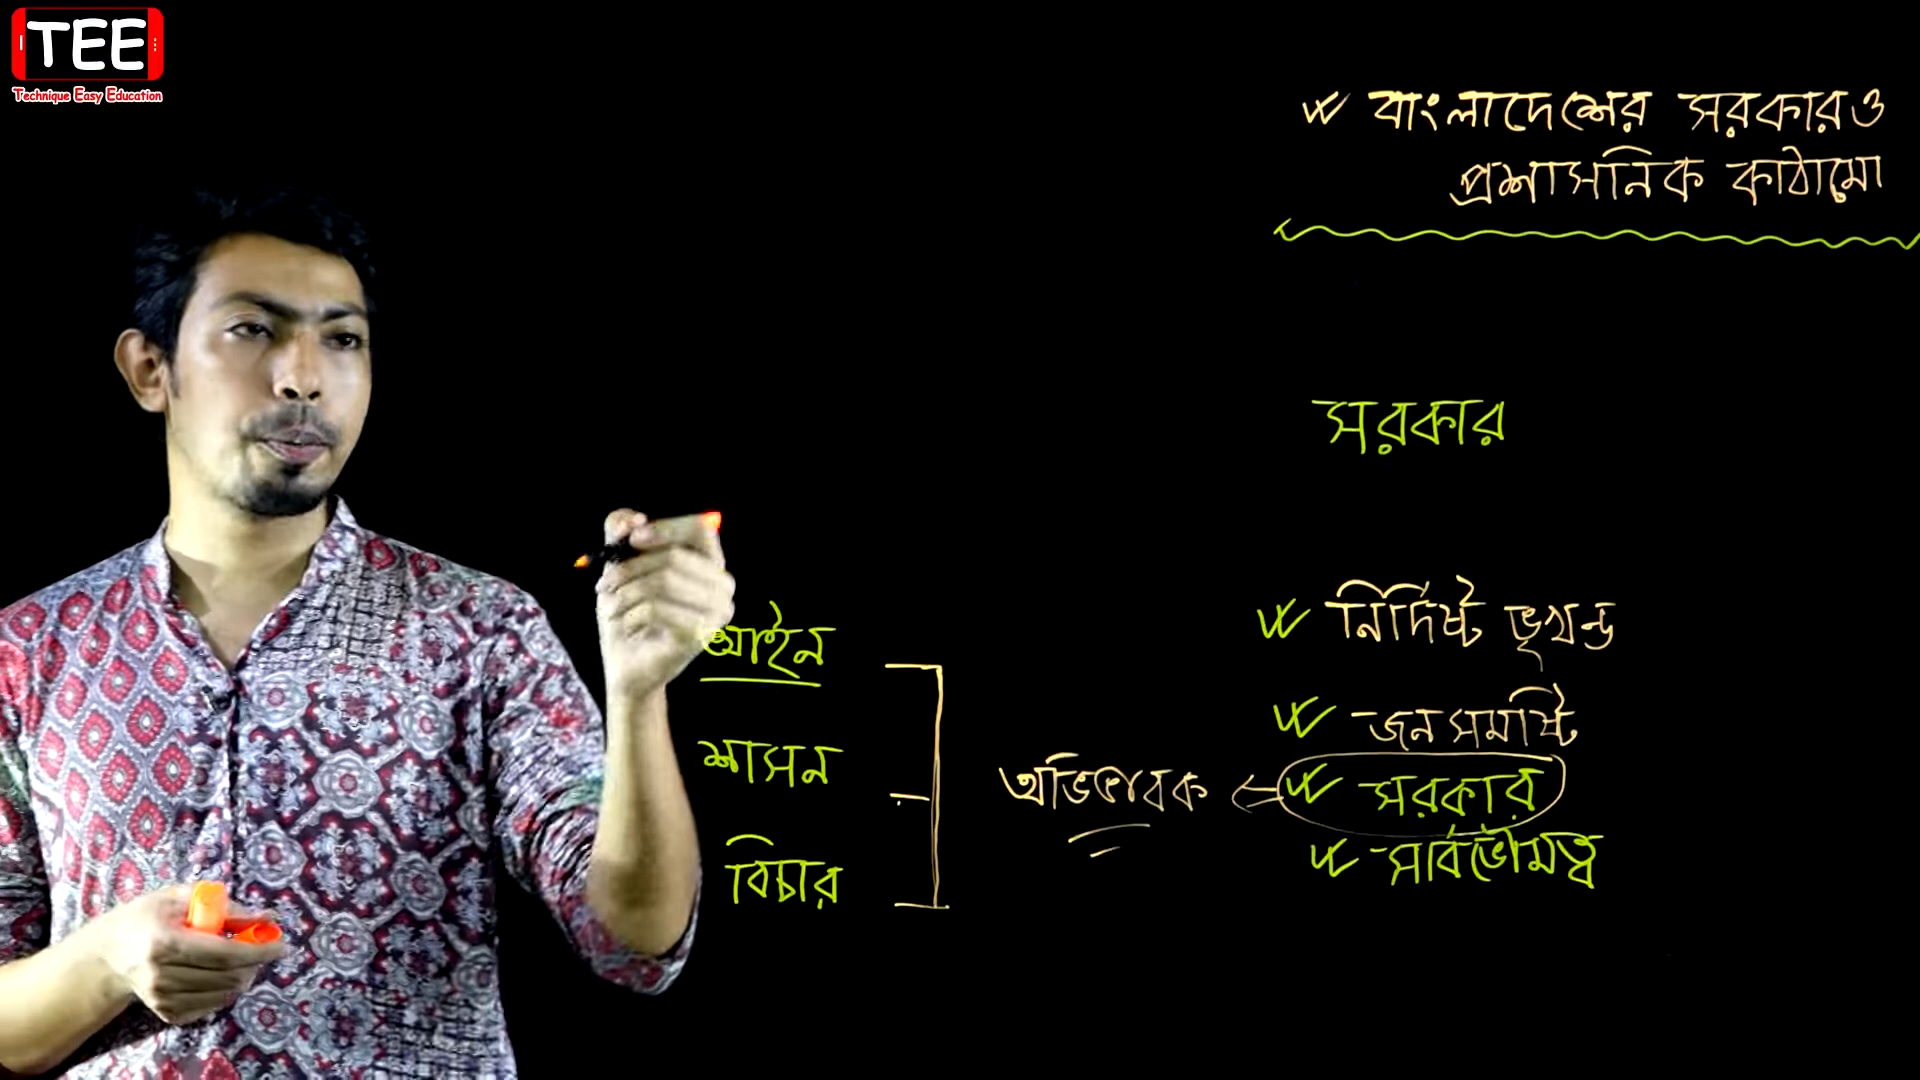 TEE
Technique Easy Education
বাংলাদেশের সরকার ও
প্রশাসনিক কাঠামো
সরকার
নির্দিষ্ট ভূখন্ড
জনসমষ্টি
সরকার
সার্বভৌমত্ব
অভিভাবক
আইন
শাসন
বিচার